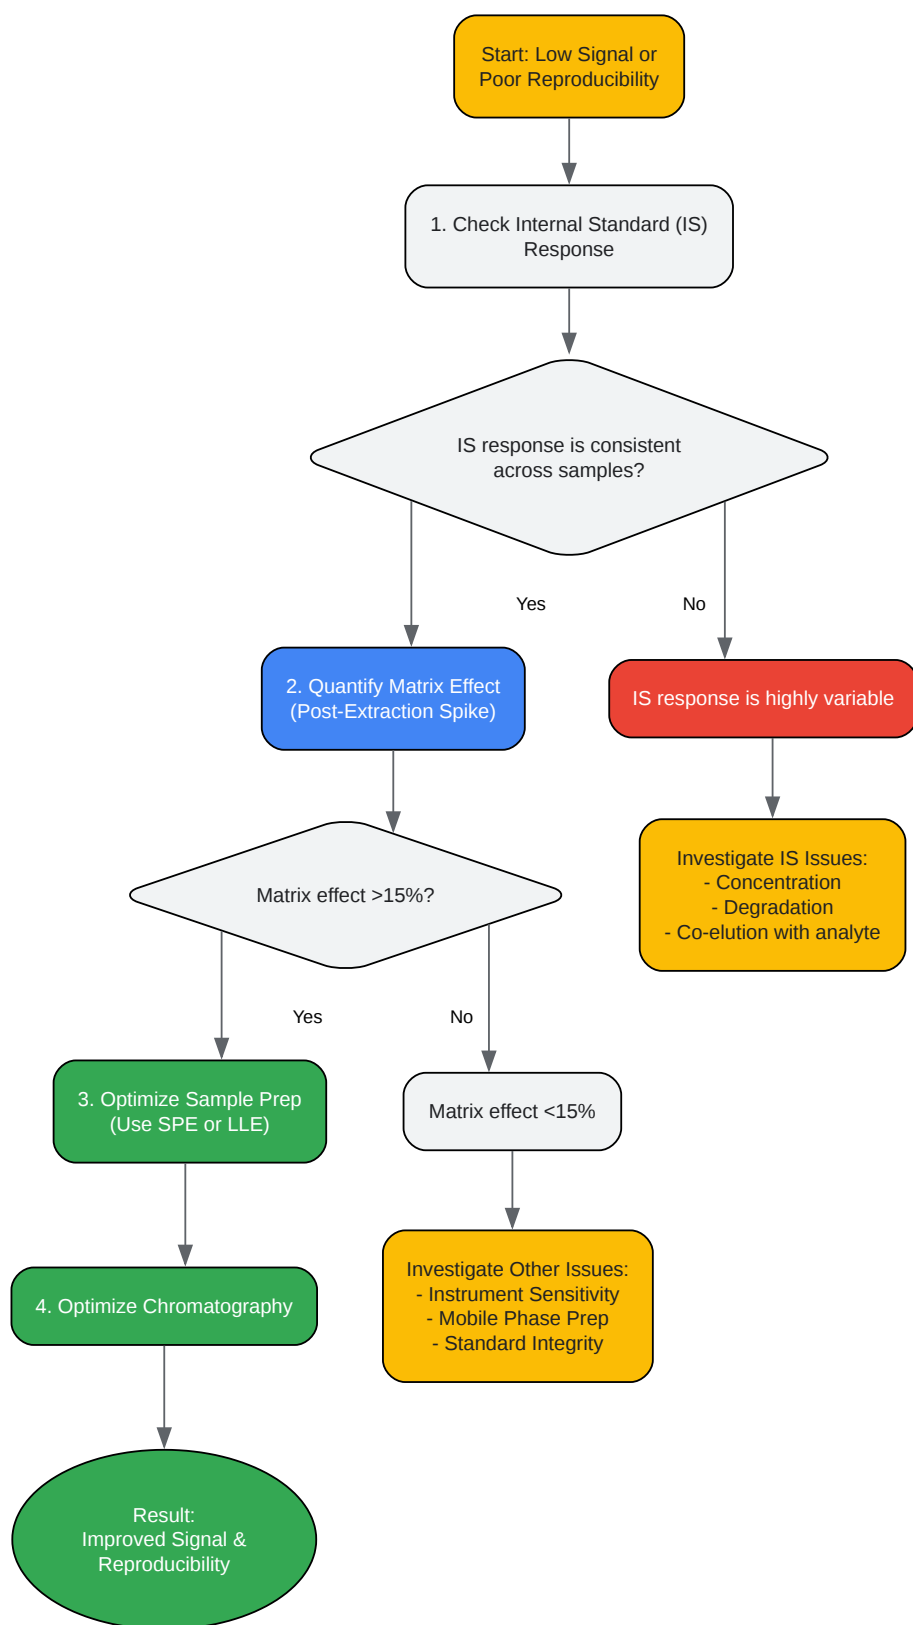 Start: Low Signal or
Poor Reproducibility
1. Check Internal Standard (IS)
Response
IS response is consistent
across samples?
Yes
No
2. Quantify Matrix Effect
(Post-Extraction Spike)
IS response is highly variable
Investigate IS Issues:
- Concentration
- Degradation
- Co-elution with analyte
Matrix effect >15%?
Yes
No
3. Optimize Sample Prep
(Use SPE or LLE)
Matrix effect <15%
Investigate Other Issues:
- Instrument Sensitivity
- Mobile Phase Prep
- Standard Integrity
4. Optimize Chromatography
Result:
Improved Signal &
Reproducibility